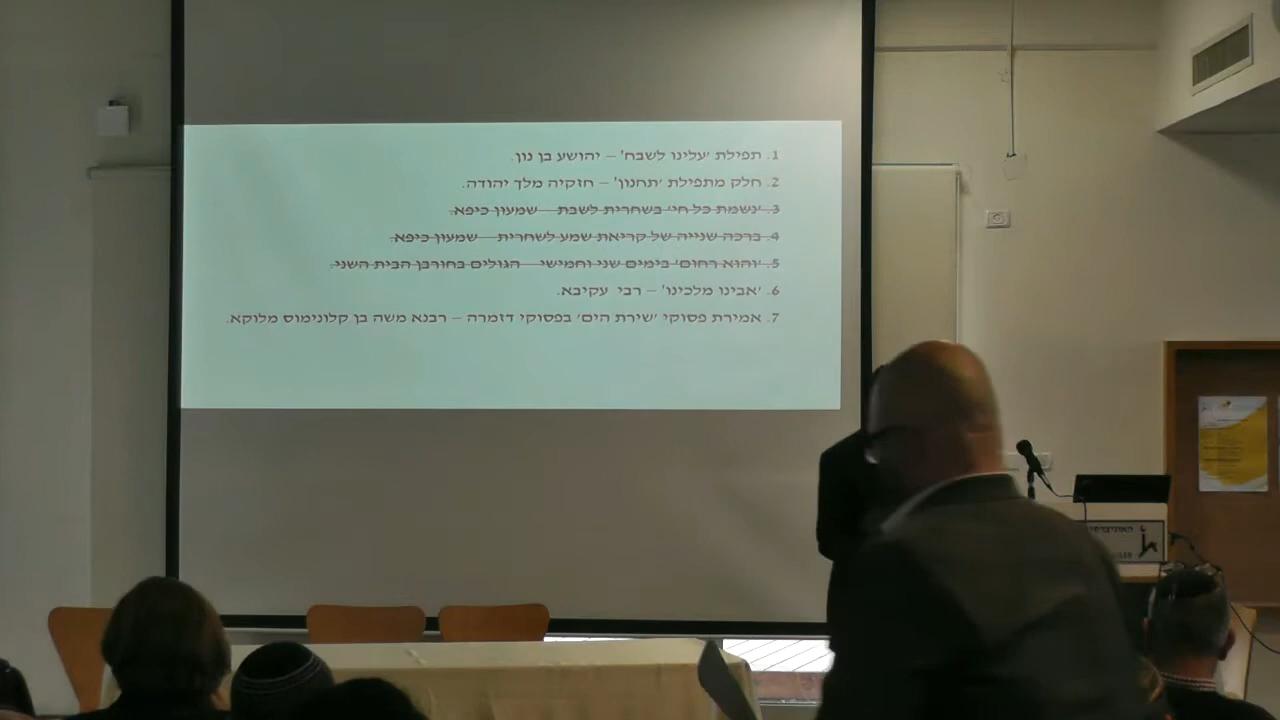 1. תפילת 'עלינו לשבח' – יהושע בן נון.
2. חלק מתפילת 'תחנון' – חזקיה מלך יהודה.
3. 'נשמת כל חי' בשחרית לשבת – שמעון כיפא.
4. ברכה שנייה של קריאת שמע לשחרית – שמעון כיפא.
5. 'והוא רחום' בימים שני וחמישי – הגולים בחורבן הבית השני.
6. 'אבינו מלכינו' – רבי עקיבא.
7. אמירת פסוקי 'שירת הים' בפסוקי דזמרה – רבנא משה בן קלונימוס מלוקא.